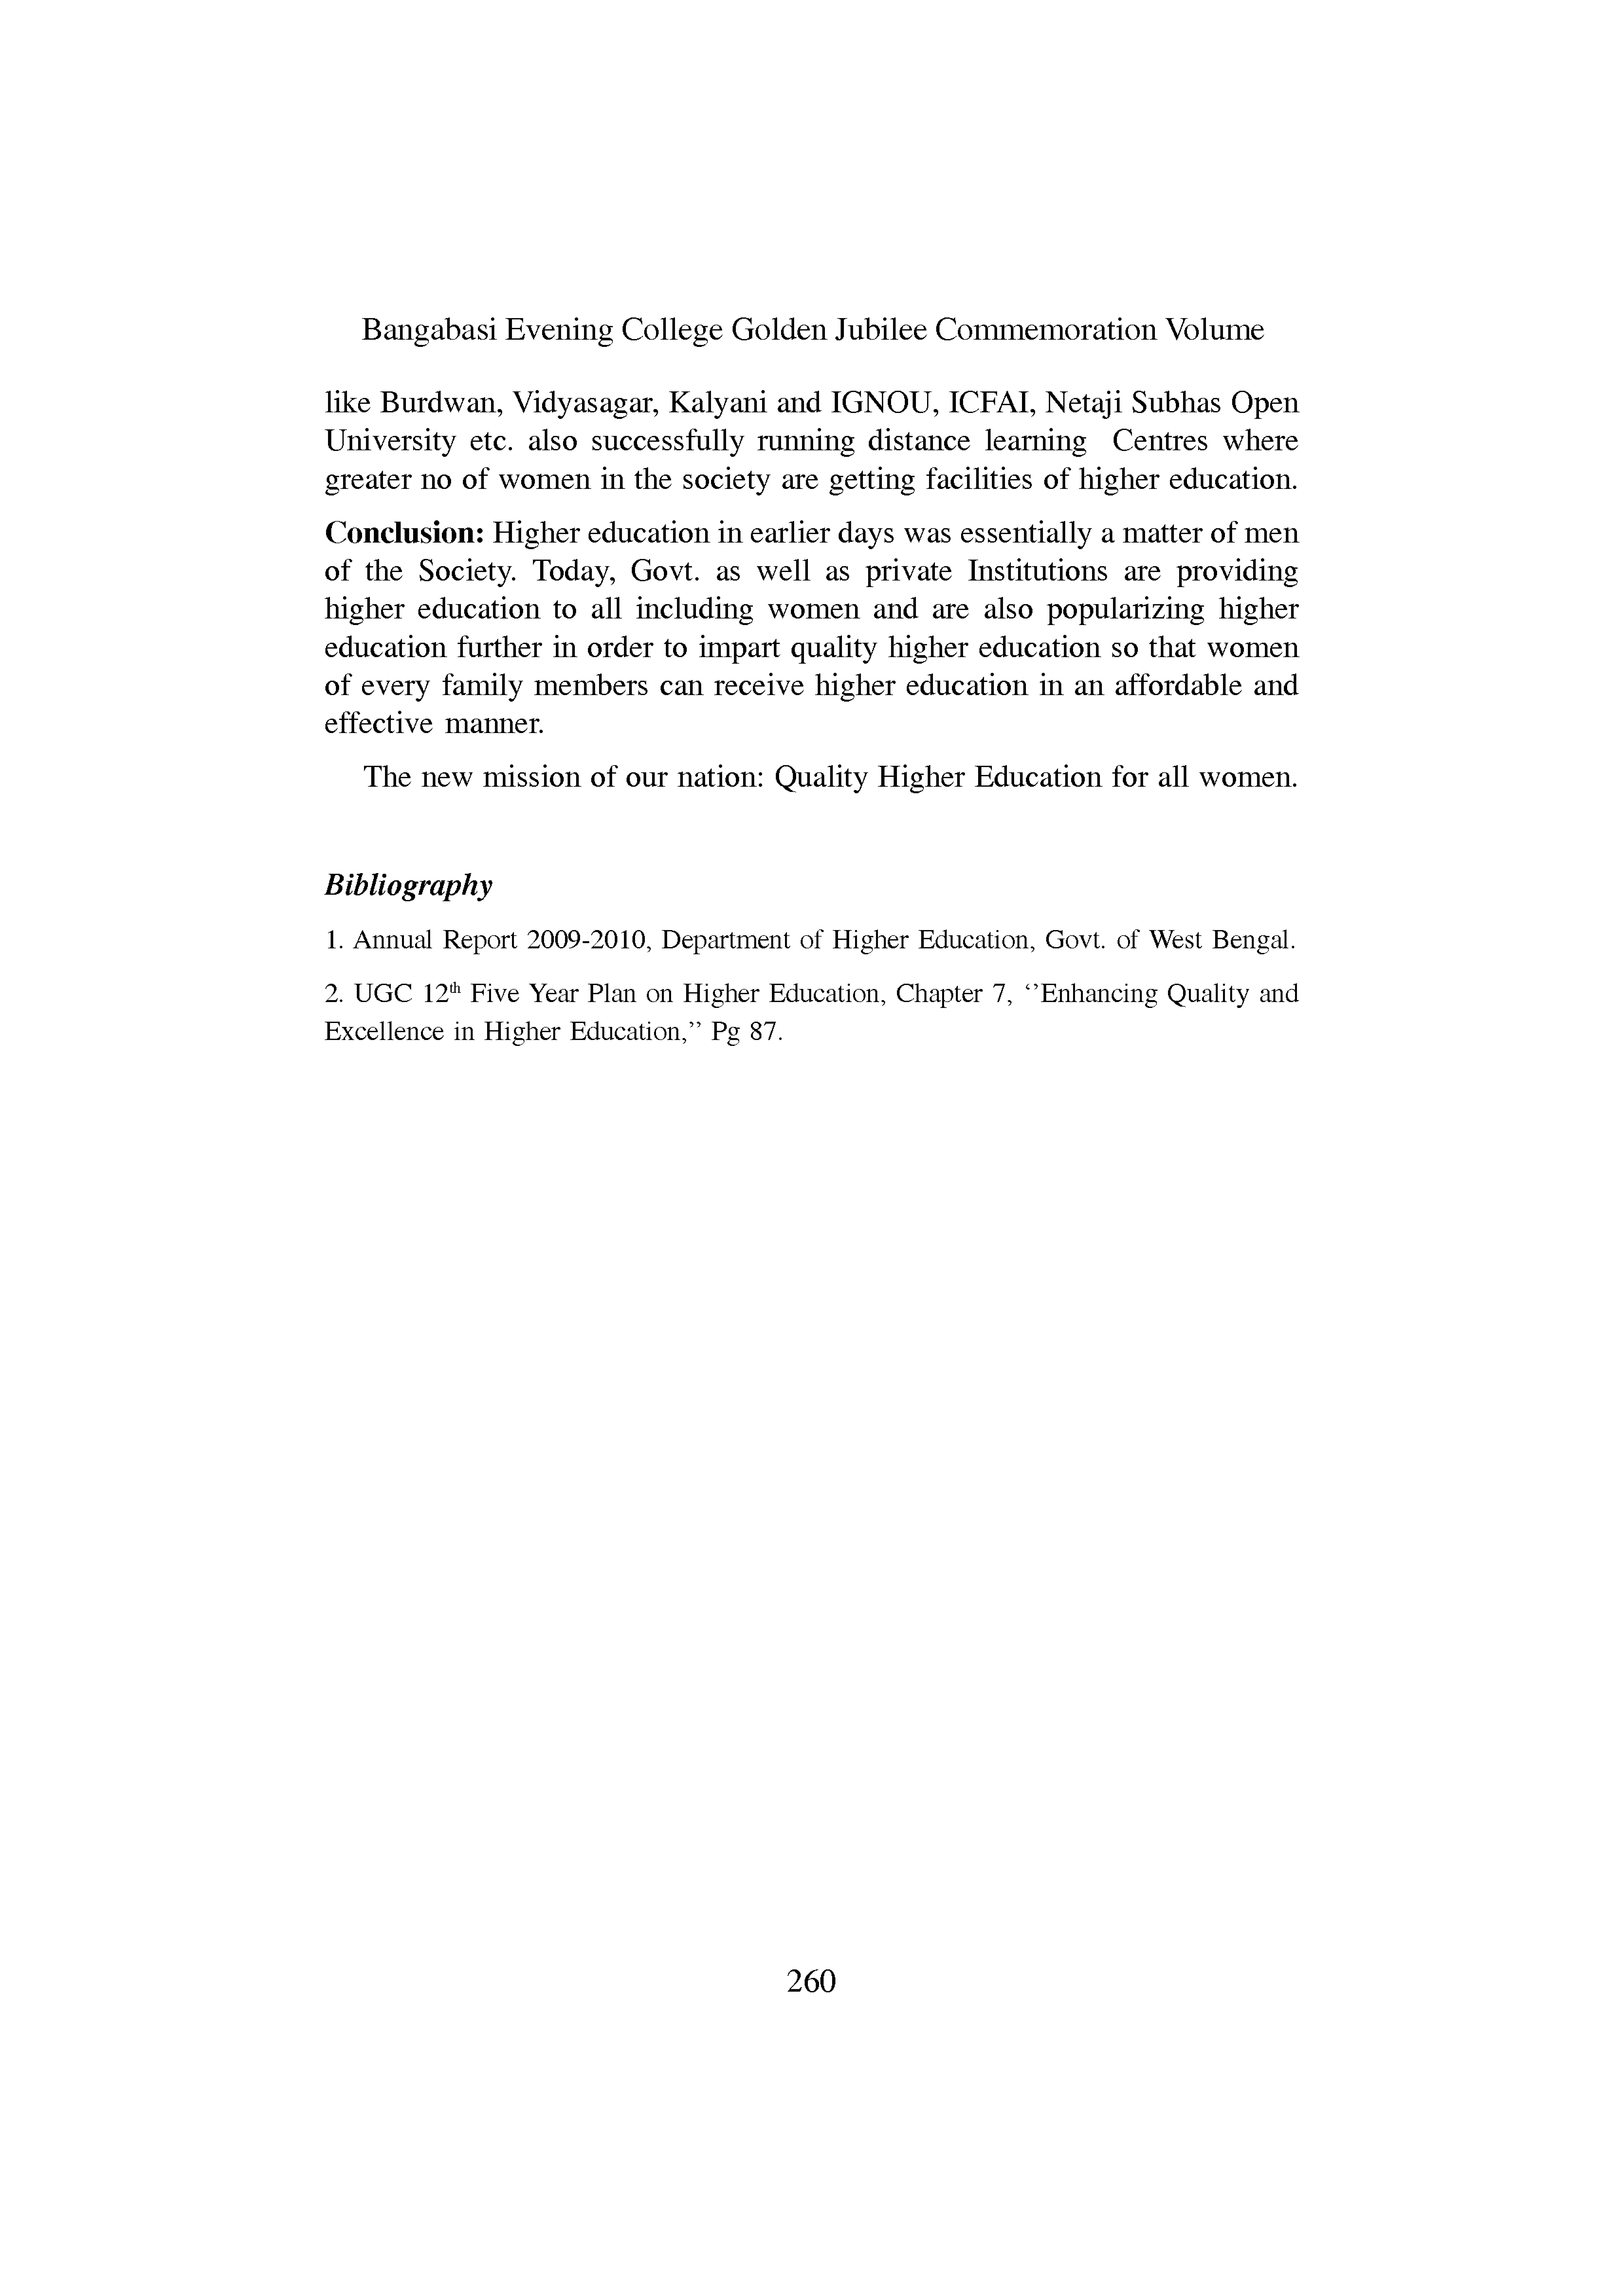 Bangabasi Evening College Golden Jubilee Commemoration Volume
like Burdwan, Vidyasagar, Kalyani and IGNOU, ICFAI, Netaji Subhas Open
University etc. also successfully running distance learning Centres where
greater no of women in the society are getting facilities of higher education.
Conclusion: Higher education in earlier days was essentially a matter of men
of the Society. Today, Govt. as well as private Institutions are providing
higher education to all including women and are also popularizing higher
education further in order to impart quality higher education so that women
of every family members can receive higher education in an affordable and
effective manner.
The new mission of our nation: Quality Higher Education for all women.
Bibliography
1. Annual Report 2009-2010, Department of Higher Education, Govt. of West Bengal.
2. UGC 12th Five Year Plan on Higher Education, Chapter 7, ‘’Enhancing Quality and
Excellence in Higher Education,’’ Pg 87.
260